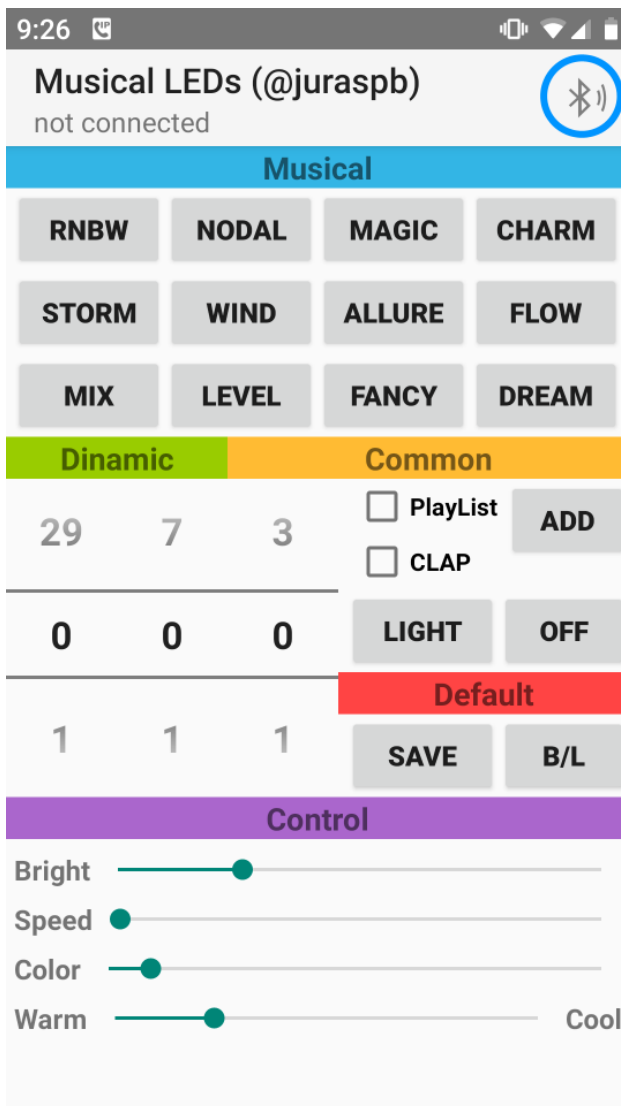 9:26
Musical LEDs (@juraspb)
not connected
Musical
RNBW NODAL MAGIC CHARM
STORM WIND ALLURE FLOW
MIX LEVEL FANCY DREAM
Dinamic Common
29 7 3 PlayList ADD
CLAP
0 0 0 LIGHT OFF
Default
1 1 1 SAVE B/L
Control
Bright
Speed
Color
Warm Cool